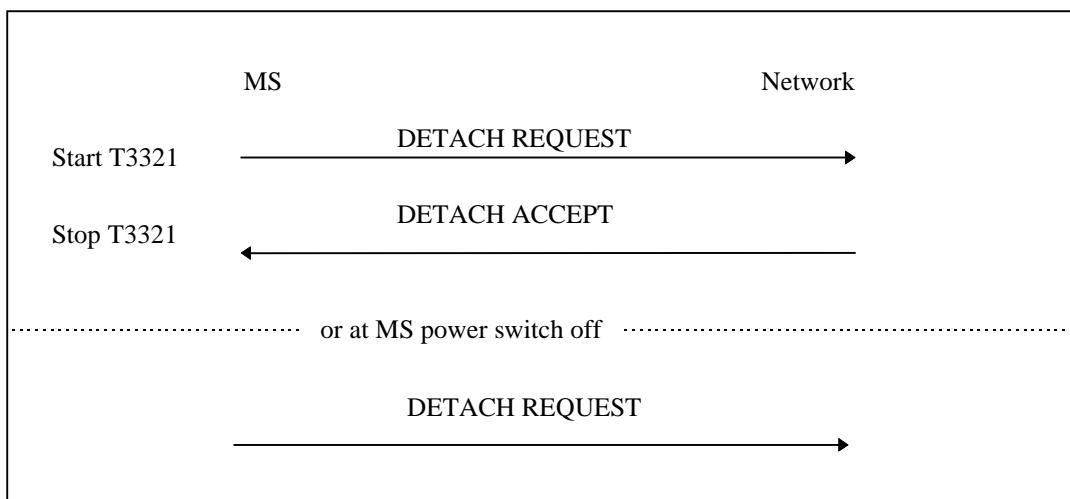 MS Network
Start T3321 DETACH REQUEST
Stop T3321 DETACH ACCEPT
or at MS power switch off
DETACH REQUEST